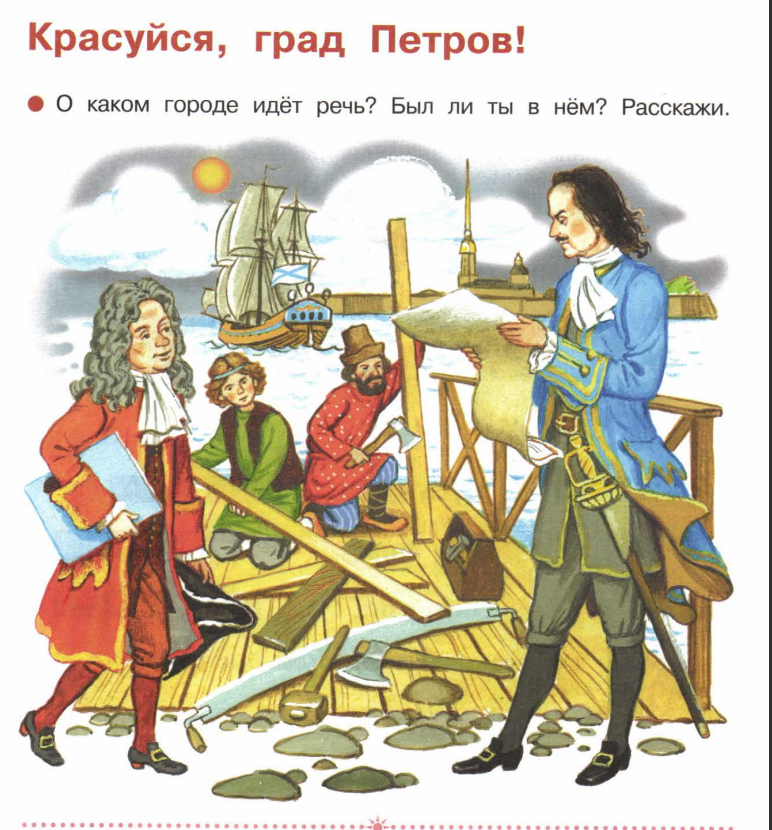 Красуйся, град Петров!
О каком городе идёт речь? Был ли ты в нём? Расскажи.